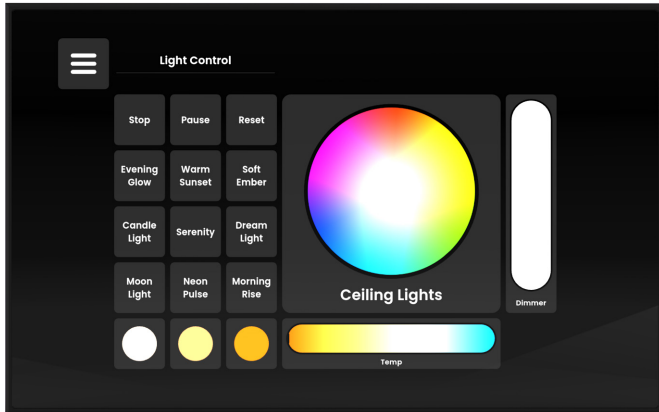 Light Control
Stop
Pause
Reset
Evening
Glow
Warm
Sunset
Soft
Ember
Candle
Light
Serenity
Dream
Light
Moon
Light
Neon
Pulse
Morning
Rise
Ceiling Lights
Dimmer
Temp